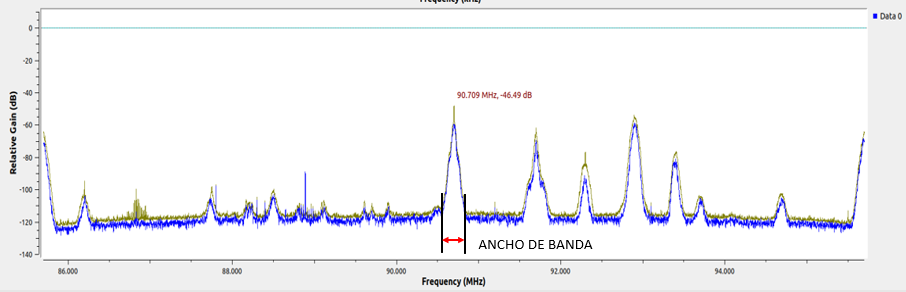 Frequency (kHz)
Data 0
0
-20
-40
90.709 MHz, -46.49 dB
-60
-80
-100
-120
-140
Relative Gain (dB)
ANCHO DE BANDA
86.000
88.000
90.000
92.000
94.000
Frequency (MHz)